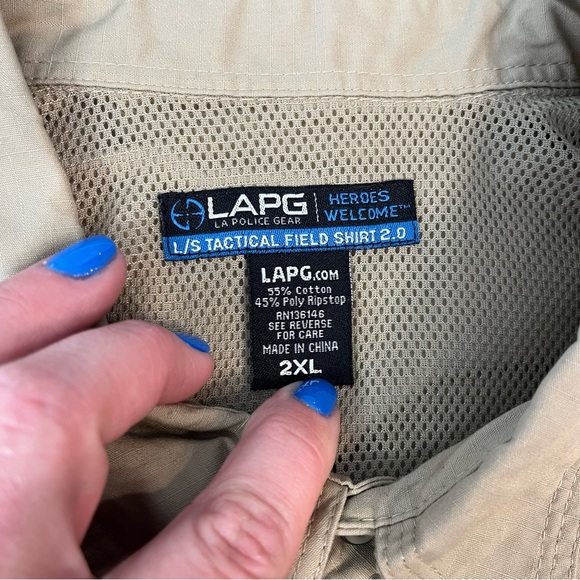 LAPG
LA POLICE GEAR
HEROES
WELCOME™
L/S TACTICAL FIELD SHIRT 2.0
LAPG.COM
55% Cotton
45% Poly Ripstop
RN136146
SEE REVERSE
FOR CARE
MADE IN CHINA
2XL